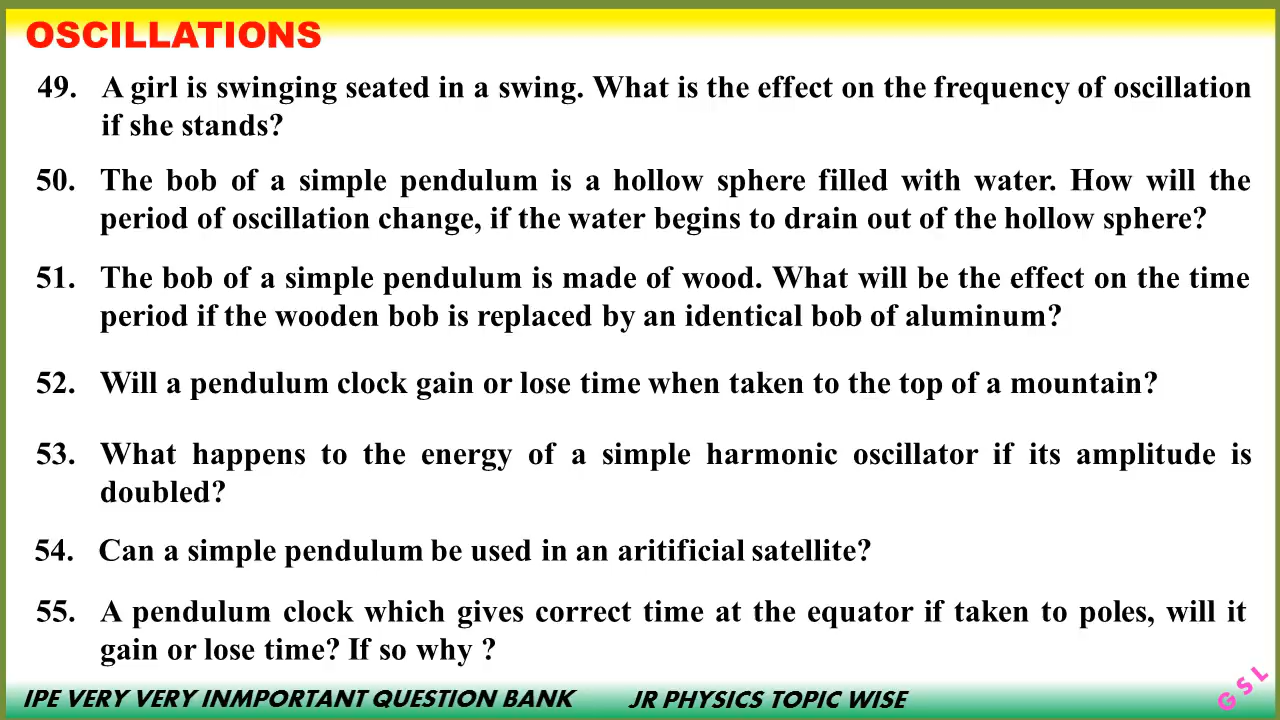 OSCILLATIONS
49. A girl is swinging seated in a swing. What is the effect on the frequency of oscillation
if she stands?
50. The bob of a simple pendulum is a hollow sphere filled with water. How will the
period of oscillation change, if the water begins to drain out of the hollow sphere?
51. The bob of a simple pendulum is made of wood. What will be the effect on the time
period if the wooden bob is replaced by an identical bob of aluminum?
52. Will a pendulum clock gain or lose time when taken to the top of a mountain?
53. What happens to the energy of a simple harmonic oscillator if its amplitude is
doubled?
54. Can a simple pendulum be used in an aritificial satellite?
55. A pendulum clock which gives correct time at the equator if taken to poles, will it
gain or lose time? If so why ?
IPE VERY VERY INMPORTANT QUESTION BANK JR PHYSICS TOPIC WISE
GSL